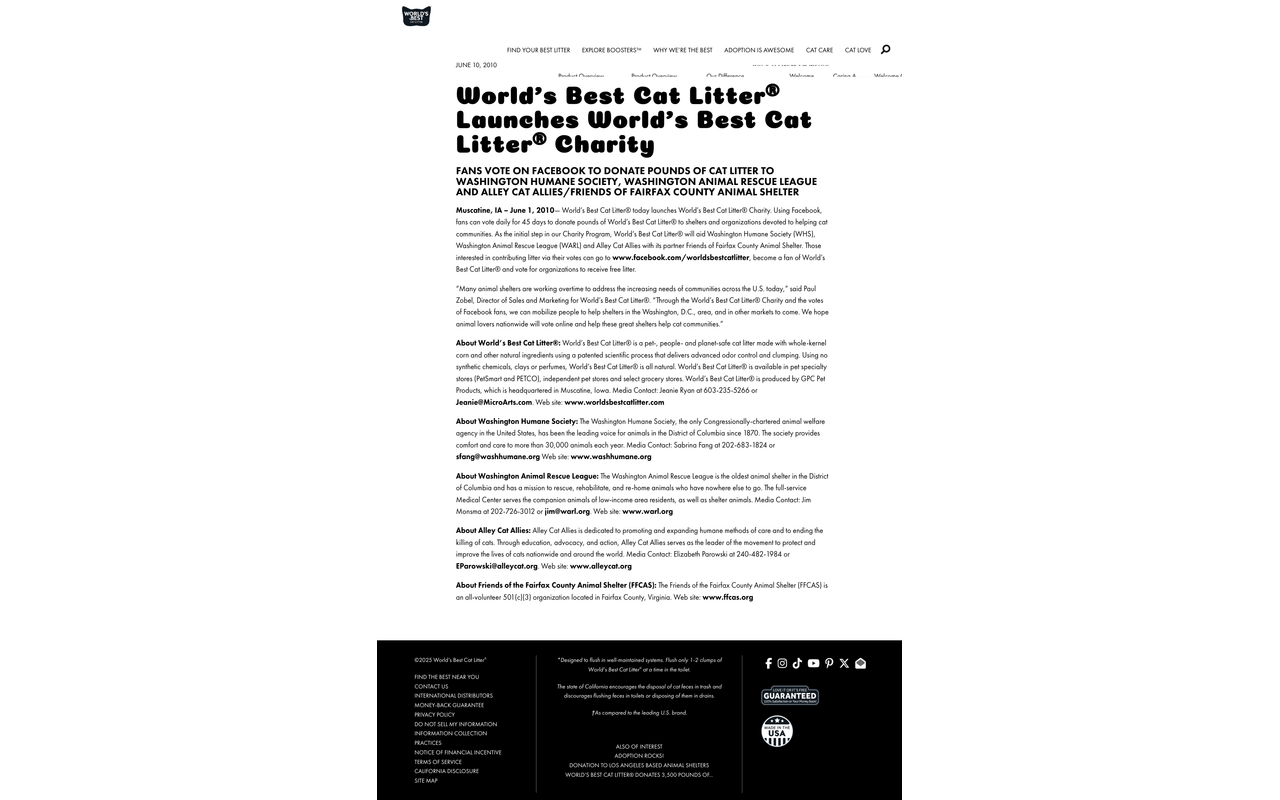 WORLD'S
BEST
FIND YOUR BEST LITTER EXPLORE BOOSTERS™ WHY WE'RE THE BEST ADOPTION IS AWESOME CAT CARE CAT LOVE
JUNE 10, 2010
Product Overview Product Overview Our Difference Welcome Caring A Welcome
World's Best Cat Litter®
Launches World's Best Cat
Litter® Charity
FANS VOTE ON FACEBOOK TO DONATE POUNDS OF CAT LITTER TO
WASHINGTON HUMANE SOCIETY, WASHINGTON ANIMAL RESCUE LEAGUE
AND ALLEY CAT ALLIES/FRIENDS OF FAIRFAX COUNTY ANIMAL SHELTER
Muscatine, IA – June 1, 2010— World's Best Cat Litter® today launches World's Best Cat Litter® Charity. Using Facebook,
fans can vote daily for 45 days to donate pounds of World's Best Cat Litter® to shelters and organizations devoted to helping cat
communities. As the initial step in our Charity Program, World's Best Cat Litter® will aid Washington Humane Society (WHS),
Washington Animal Rescue League (WARL) and Alley Cat Allies with its partner Friends of Fairfax County Animal Shelter. Those
interested in contributing litter via their votes can go to www.facebook.com/worldsbestcatlitter, become a fan of World's
Best Cat Litter® and vote for organizations to receive free litter.
"Many animal shelters are working overtime to address the increasing needs of communities across the U.S. today," said Paul
Zobel, Director of Sales and Marketing for World's Best Cat Litter®. "Through the World's Best Cat Litter® Charity and the votes
of Facebook fans, we can mobilize people to help shelters in the Washington, D.C., area, and in other markets to come. We hope
animal lovers nationwide will vote online and help these great shelters help cat communities."
About World's Best Cat Litter®: World's Best Cat Litter® is a pet-, people- and planet-safe cat litter made with whole-kernel
corn and other natural ingredients using a patented scientific process that delivers advanced odor control and clumping. Using no
synthetic chemicals, clays or perfumes, World's Best Cat Litter® is all natural. World's Best Cat Litter® is available in pet specialty
stores (PetSmart and PETCO), independent pet stores and select grocery stores. World's Best Cat Litter® is produced by GPC Pet
Products, which is headquartered in Muscatine, Iowa. Media Contact: Jeanie Ryan at 603-235-5266 or
Jeanie@MicroArts.com. Web site: www.worldsbestcatlitter.com
About Washington Humane Society: The Washington Humane Society, the only Congressionally-chartered animal welfare
agency in the United States, has been the leading voice for animals in the District of Columbia since 1870. The society provides
comfort and care to more than 30,000 animals each year. Media Contact: Sabrina Fang at 202-683-1824 or
sfang@washhumane.org Web site: www.washhumane.org
About Washington Animal Rescue League: The Washington Animal Rescue League is the oldest animal shelter in the District
of Columbia and has a mission to rescue, rehabilitate, and re-home animals who have nowhere else to go. The full-service
Medical Center serves the companion animals of low-income area residents, as well as shelter animals. Media Contact: Jim
Monsma at 202-726-3012 or jim@warl.org. Web site: www.warl.org
About Alley Cat Allies: Alley Cat Allies is dedicated to promoting and expanding humane methods of care and to ending the
killing of cats. Through education, advocacy, and action, Alley Cat Allies serves as the leader of the movement to protect and
improve the lives of cats nationwide and around the world. Media Contact: Elizabeth Parowski at 240-482-1984 or
EParowski@alleycat.org. Web site: www.alleycat.org
About Friends of the Fairfax County Animal Shelter (FFCAS): The Friends of the Fairfax County Animal Shelter (FFCAS) is
an all-volunteer 501(c)(3) organization located in Fairfax County, Virginia. Web site: www.ffcas.org
©2025 World's Best Cat Litter®
FIND THE BEST NEAR YOU
CONTACT US
INTERNATIONAL DISTRIBUTORS
MONEY-BACK GUARANTEE
PRIVACY POLICY
DO NOT SELL MY INFORMATION
INFORMATION COLLECTION
PRACTICES
NOTICE OF FINANCIAL INCENTIVE
TERMS OF SERVICE
CALIFORNIA DISCLOSURE
SITE MAP
*Designed to flush in well-maintained systems. Flush only 1-2 clumps of
World's Best Cat Litter® at a time in the toilet.
The state of California encourages the disposal of cat feces in trash and
discourages flushing feces in toilets or disposing of them in drains.
†As compared to the leading U.S. brand.
ALSO OF INTEREST
ADOPTION ROCKS!
DONATION TO LOS ANGELES BASED ANIMAL SHELTERS
WORLD'S BEST CAT LITTER® DONATES 3,500 POUNDS OF...
LOVE IT OR IT'S FREE
GUARANTEED
100% Satisfaction or Your Money Back!
MADE IN THE
USA